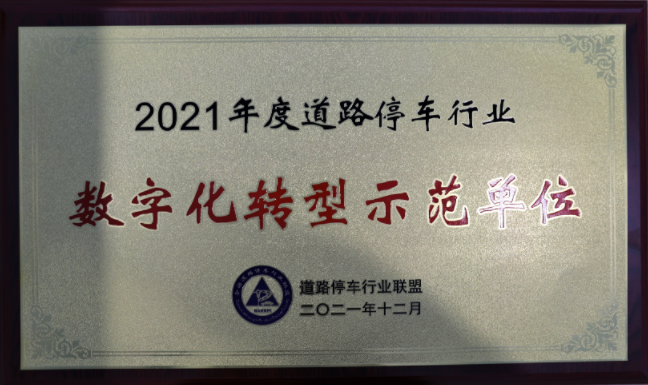 2021年度道路停车行业
数字化转型示范单位
道路停车行业联盟
二〇二一年十二月